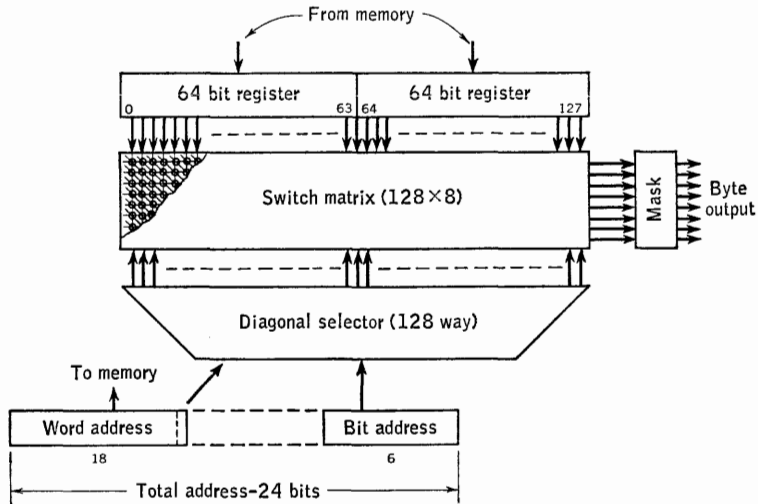 From memory
64 bit register
64 bit register
0
63
64
127
Switch matrix (128×8)
Mask
Byte
output
Diagonal selector (128 way)
To memory
Word address
Bit address
18
6
Total address-24 bits